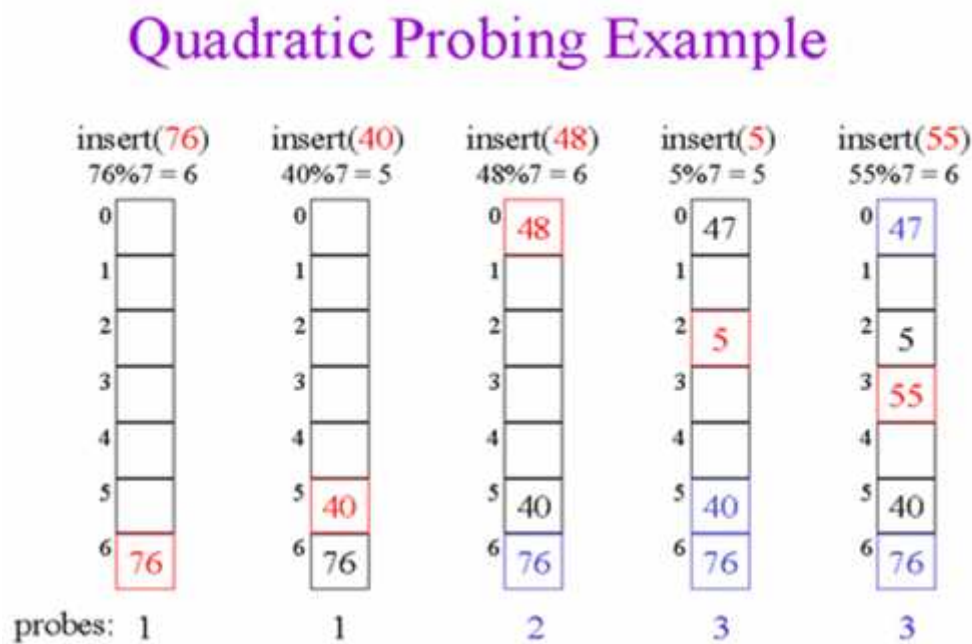 Quadratic Probing Example
insert(76) insert(40) insert(48) insert(5) insert(55)
76%7 = 6 40%7 = 5 48%7 = 6 5%7 = 5 55%7 = 6
0 0 0 48 0 47 0 47
1 1 1 1 1
2 2 2 2 5 2 5
3 3 3 3 3 55
4 4 4 4 4
5 5 40 5 40 5 40 5 40
6 76 6 76 6 76 6 76 6 76
probes: 1 1 2 3 3